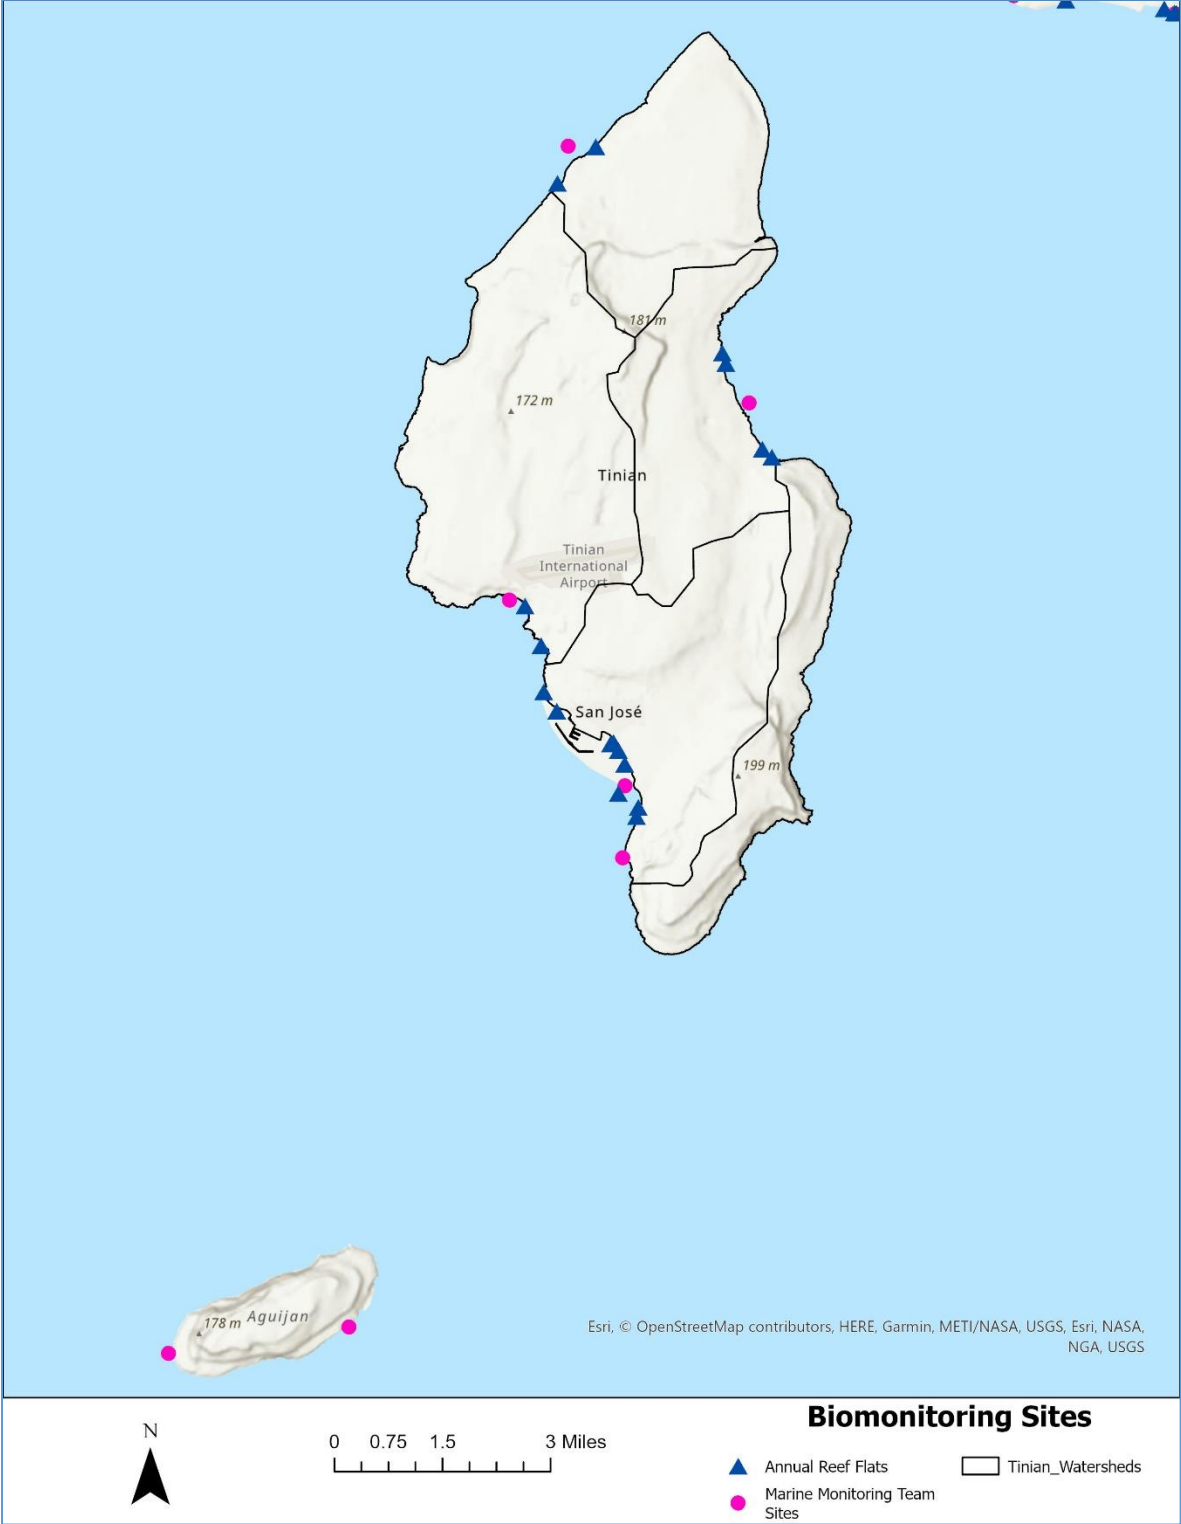 181 m
172 m
Tinian
Tinian
International
Airport
San José
199 m
178 m
Aguijan
Esri, © OpenStreetMap contributors, HERE, Garmin, METI/NASA, USGS, Esri, NASA,
NGA, USGS
Biomonitoring Sites
N
0 0.75 1.5 3 Miles
Annual Reef Flats
Tinian_Watersheds
Marine Monitoring Team
Sites